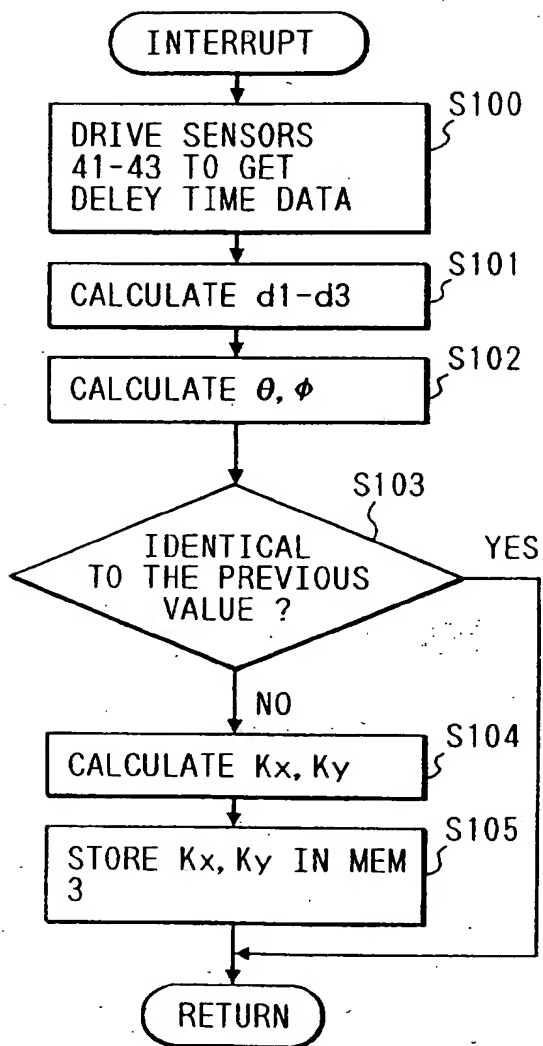 INTERRUPT
S100
DRIVE SENSORS
41-43 TO GET
DELEY TIME DATA
S101
CALCULATE d1-d3
S102
CALCULATE θ, φ
S103
IDENTICAL
TO THE PREVIOUS
VALUE ?
YES
NO
S104
CALCULATE Kx, Ky
S105
STORE Kx, Ky IN MEM
3
RETURN